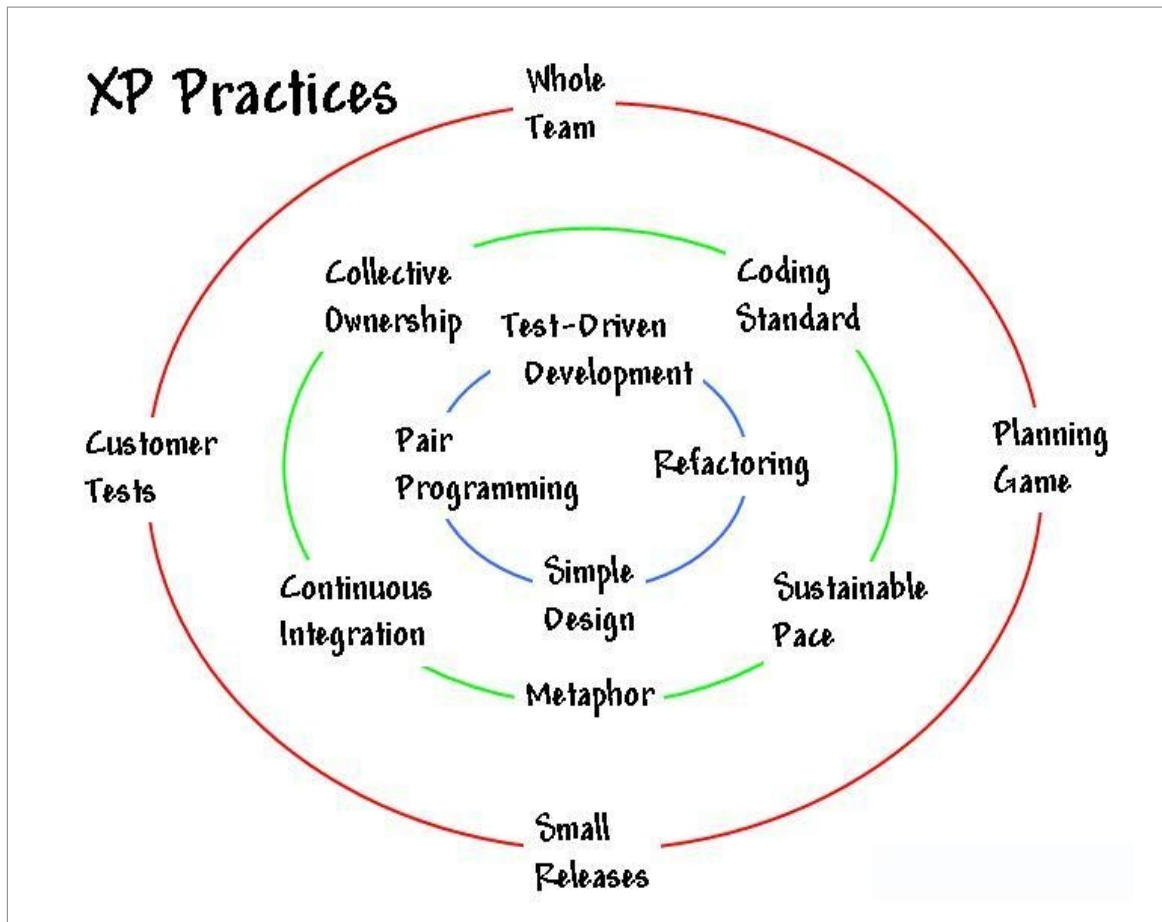 XP Practices
Whole
Team
Collective
Ownership
Coding
Standard
Test-Driven
Development
Customer
Tests
Pair
Programming
Refactoring
Planning
Game
Continuous
Integration
Simple
Design
Sustainable
Pace
Metaphor
Small
Releases